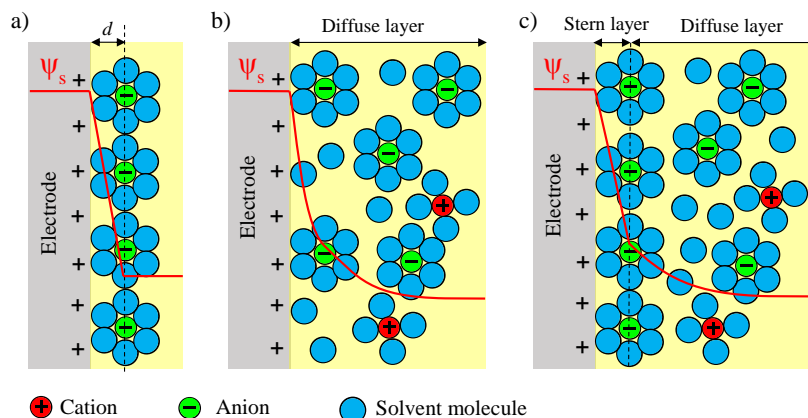 a)
d
Ψs
Electrode
+
+
+
+
+
+
+
−
−
−
−
b)
Diffuse layer
Ψs
Electrode
+
+
+
+
+
+
+
−
−
−
−
−
+
+
c)
Stern layer
Diffuse layer
Ψs
Electrode
+
+
+
+
+
+
+
−
−
−
−
−
−
−
+
+
+ Cation
− Anion
Solvent molecule